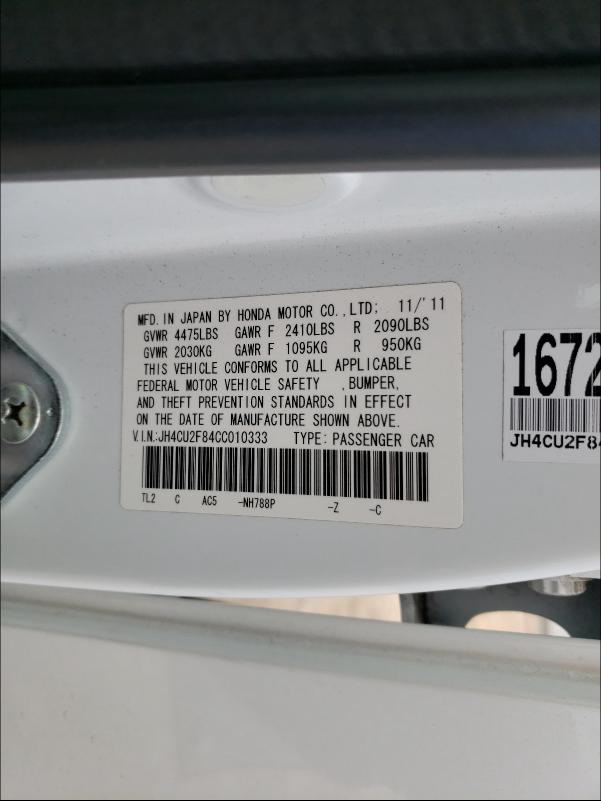 MFD. IN JAPAN BY HONDA MOTOR CO.,LTD; 11/'11
GVWR 4475LBS GAWR F 2410LBS R 2090LBS
GVWR 2030KG GAWR F 1095KG R 950KG
THIS VEHICLE CONFORMS TO ALL APPLICABLE
FEDERAL MOTOR VEHICLE SAFETY ,BUMPER,
AND THEFT PREVENTION STANDARDS IN EFFECT
ON THE DATE OF MANUFACTURE SHOWN ABOVE.
V.I.N.:JH4CU2F84CC010333 TYPE: PASSENGER CAR
TL2 C AC5 -NH788P -Z -C
1672
JH4CU2F84